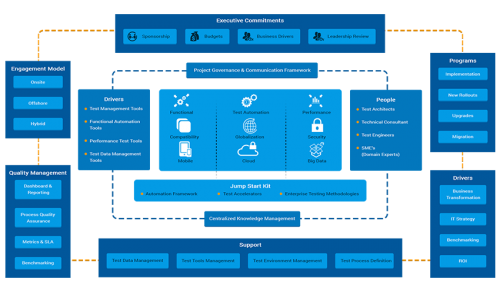 Executive Commitments
Sponsorship
Budgets
Business Drivers
Leadership Review
Engagement Model
Onsite
Offshore
Hybrid
Programs
Implementation
New Rollouts
Upgrades
Migration
Project Governance & Communication Framework
Drivers
Test Management Tools
Functional Automation
Tools
Performance Test Tools
Test Data Management
Tools
Functional
Test Automation
Performance
Compatibility
Globalization
Security
Mobile
Cloud
Big Data
People
Test Architects
Technical Consultant
Test Engineers
SME's
(Domain Experts)
Jump Start Kit
Automation Framework
Test Accelerators
Enterprise Testing Methodologies
Centralized Knowledge Management
Quality Management
Dashboard &
Reporting
Process Quality
Assurance
Metrics & SLA
Benchmarking
Drivers
Business
Transformation
IT Strategy
Benchmarking
ROI
Support
Test Data Management
Test Tools Management
Test Environment Management
Test Process Definition